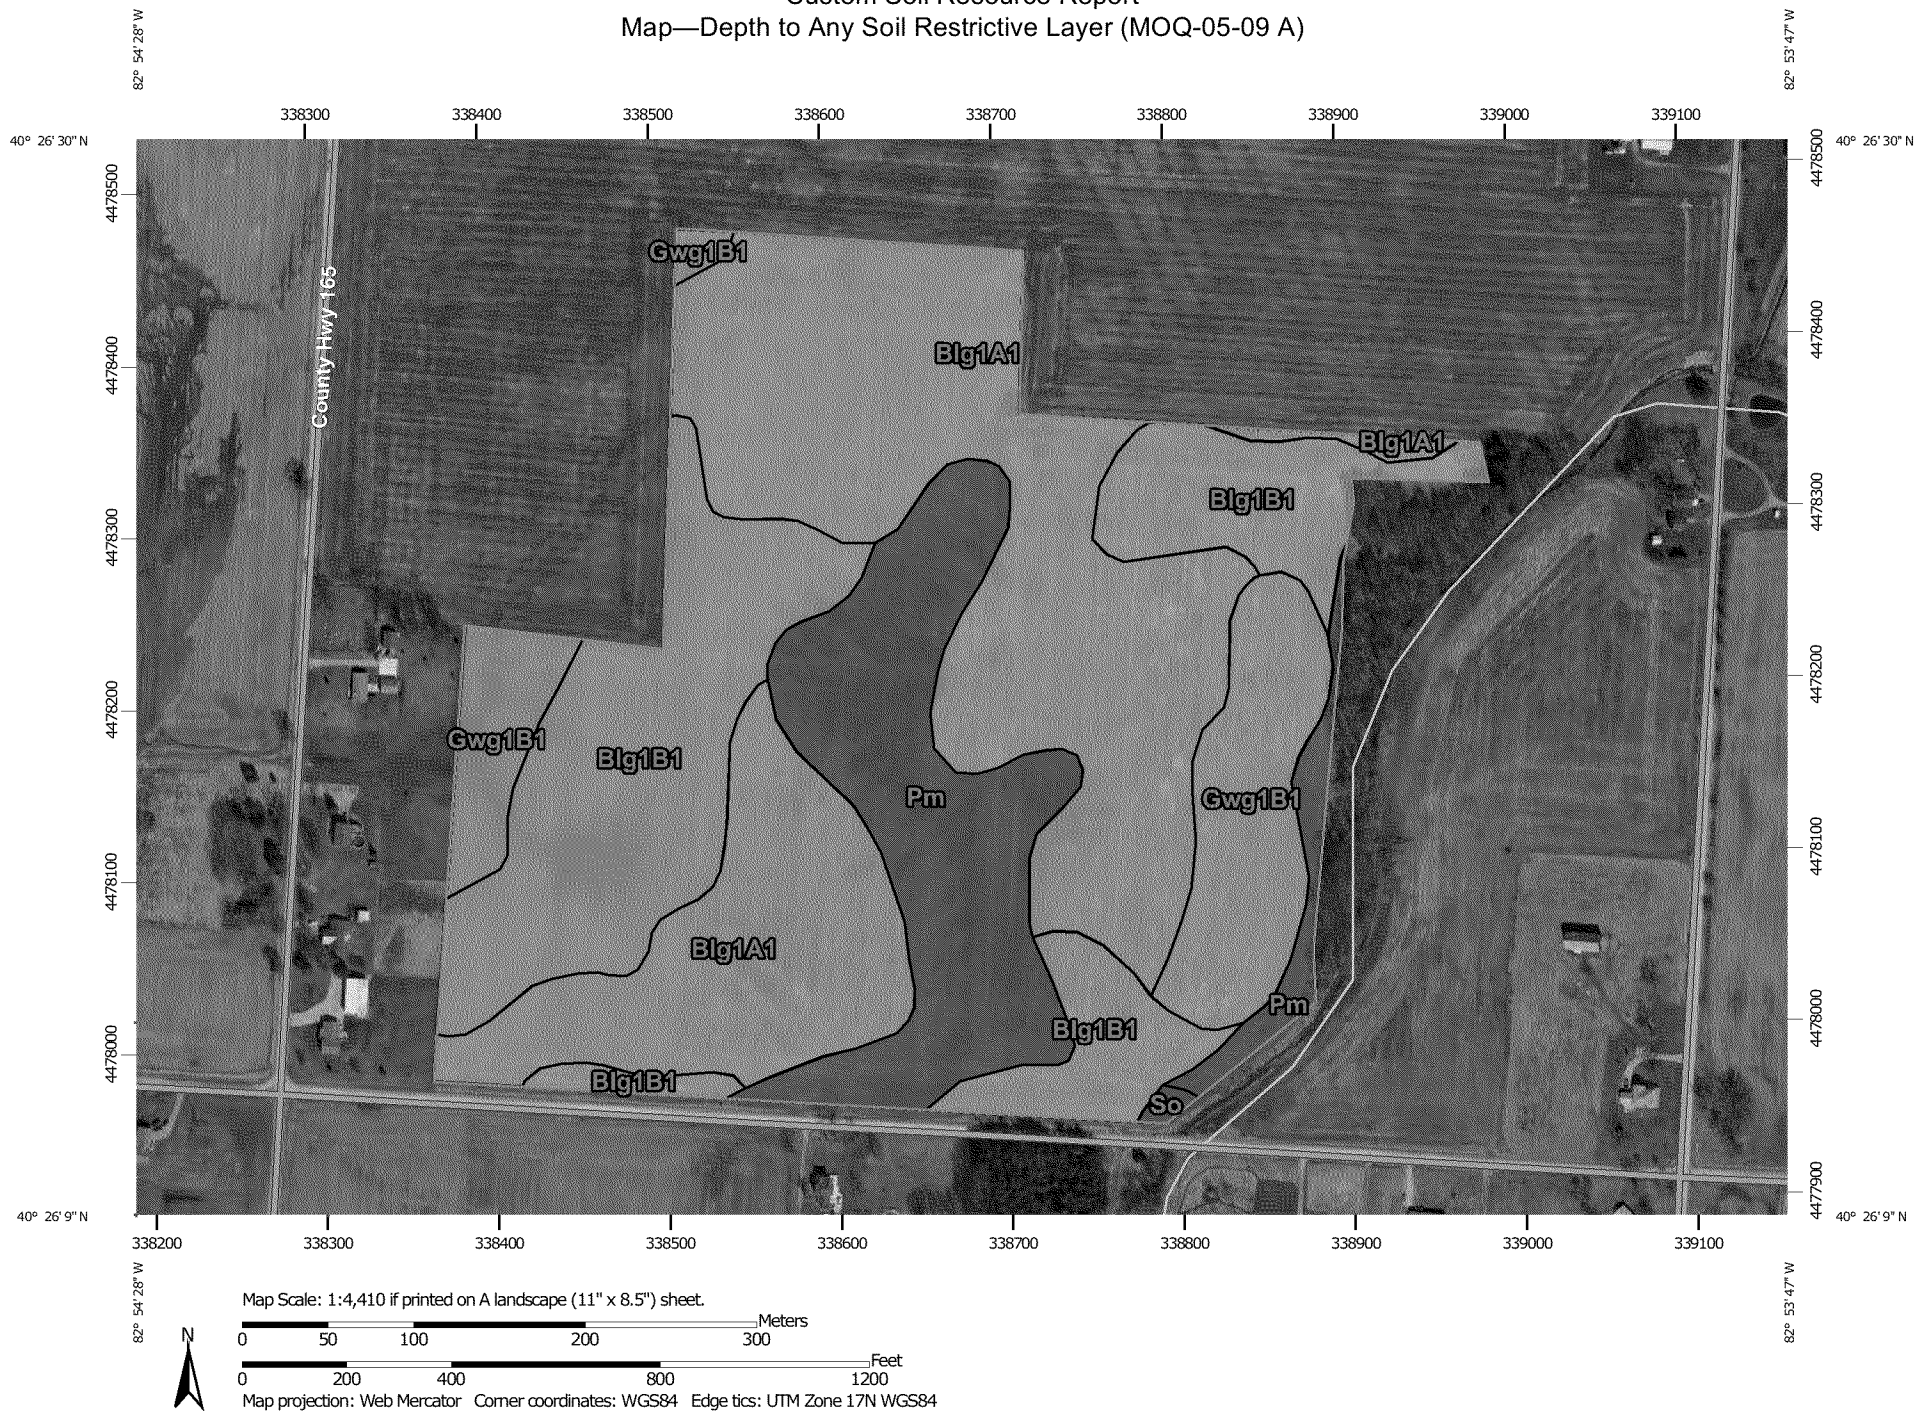 Custom Soil Resource Report
Map—Depth to Any Soil Restrictive Layer (MOQ-05-09 A)
82° 54' 28" W
82° 53' 47" W
338300 338400 338500 338600 338700 338800 338900 339000 339100
40° 26' 30" N
40° 26' 30" N
4478500
4478500
Gwg1B1
County Hwy 165
4478400
4478400
Blg1A1
Blg1A1
Blg1B1
4478300
4478300
4478200
4478200
Gwg1B1
Blg1B1
Pm
Gwg1B1
4478100
4478100
Blg1A1
Pm
4478000
4478000
Blg1B1
Blg1B1
So
4477900
40° 26' 9" N
40° 26' 9" N
338200 338300 338400 338500 338600 338700 338800 338900 339000 339100
82° 54' 28" W
82° 53' 47" W
Map Scale: 1:4,410 if printed on A landscape (11" x 8.5") sheet.
N
Meters
0 50 100 200 300
Feet
0 200 400 800 1200
Map projection: Web Mercator Corner coordinates: WGS84 Edge tics: UTM Zone 17N WGS84